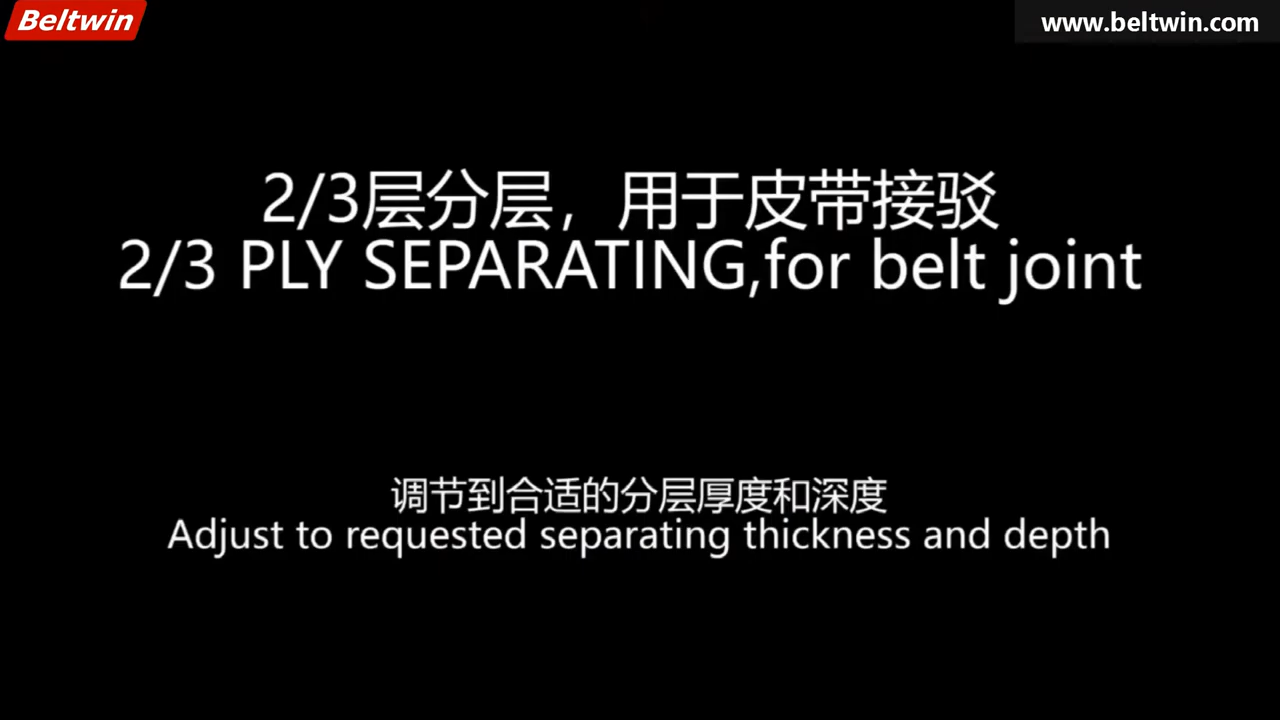 Beltwin
www.beltwin.com
2/3层分层，用于皮带接驳
2/3 PLY SEPARATING,for belt joint
调节到合适的分层厚度和深度
Adjust to requested separating thickness and depth